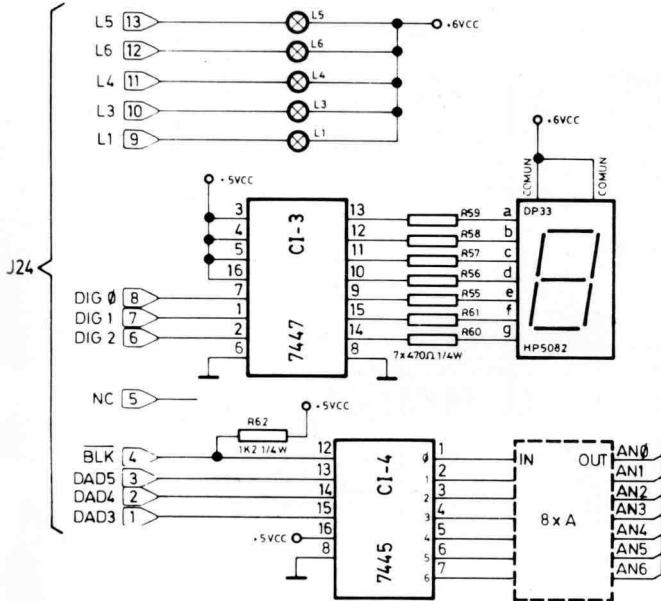 L5 13 L5 +6VCC
L6 12 L6
L4 11 L4
L3 10 L3
L1 9 L1
+6VCC
COMUN COMUN
+5VCC
DP33
3 CI-3 13 R59 a
4 12 R58 b
5 11 R57 c
16 10 R56 d
J24
DIG 0 8 7 9 R55 e
DIG 1 7 1 15 R61 f
DIG 2 6 2 7447 14 R60 g
6 8 7x470Ω 1/4W HP5082
NC 5
+5VCC
R62
1K2 1/4W
BLK 4 12 CI-4 0 1 IN OUT AN0
DAD5 3 13 1 2 AN1
DAD4 2 14 2 3 AN2
DAD3 1 15 3 4 8xA AN3
+5VCC 16 4 5 AN4
8 7445 5 6 AN5
6 7 AN6